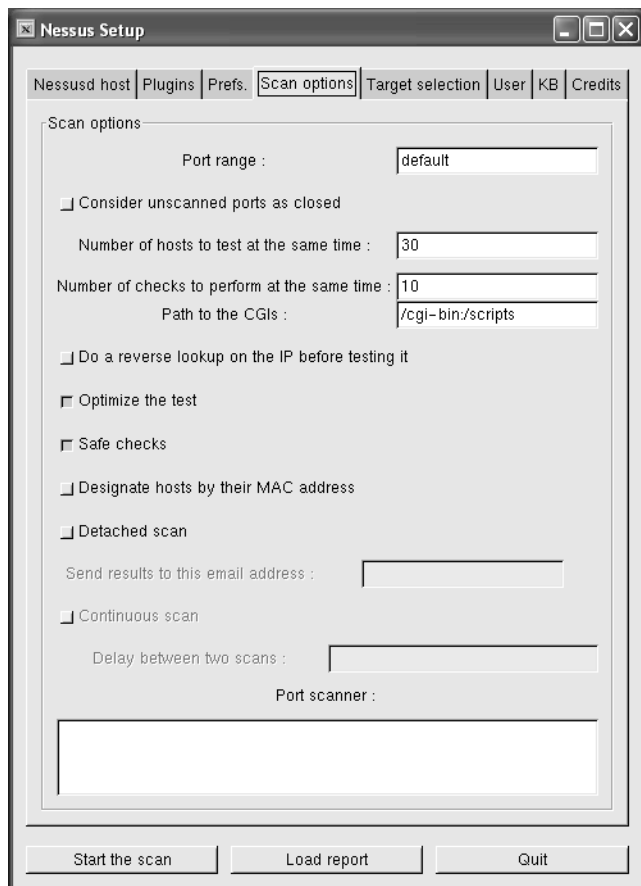 Nessus Setup
Nessusd host Plugins Prefs. Scan options Target selection User KB Credits
Scan options
Port range : default
Consider unscanned ports as closed
Number of hosts to test at the same time : 30
Number of checks to perform at the same time : 10
Path to the CGIs : /cgi-bin:/scripts
Do a reverse lookup on the IP before testing it
Optimize the test
Safe checks
Designate hosts by their MAC address
Detached scan
Send results to this email address :
Continuous scan
Delay between two scans :
Port scanner :
Start the scan Load report Quit